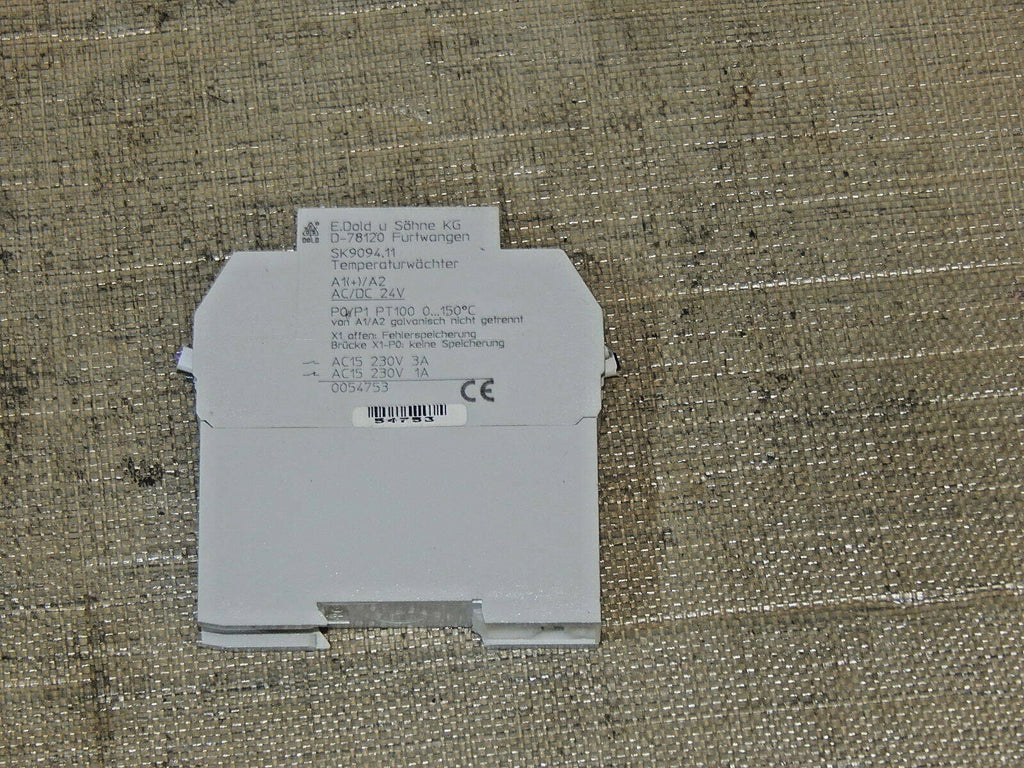 DOLD
E.Dold u Söhne KG
D-78120 Furtwangen
SK9094.11
Temperaturwächter
A1(+)/A2
AC/DC 24V
P0/P1 PT100 0...150°C
von A1/A2 galvanisch nicht getrennt
X1 offen: Fehlerspeicherung
Brücke X1-P0: keine Speicherung
AC15 230V 3A
AC15 230V 1A
0054753
CE
54753